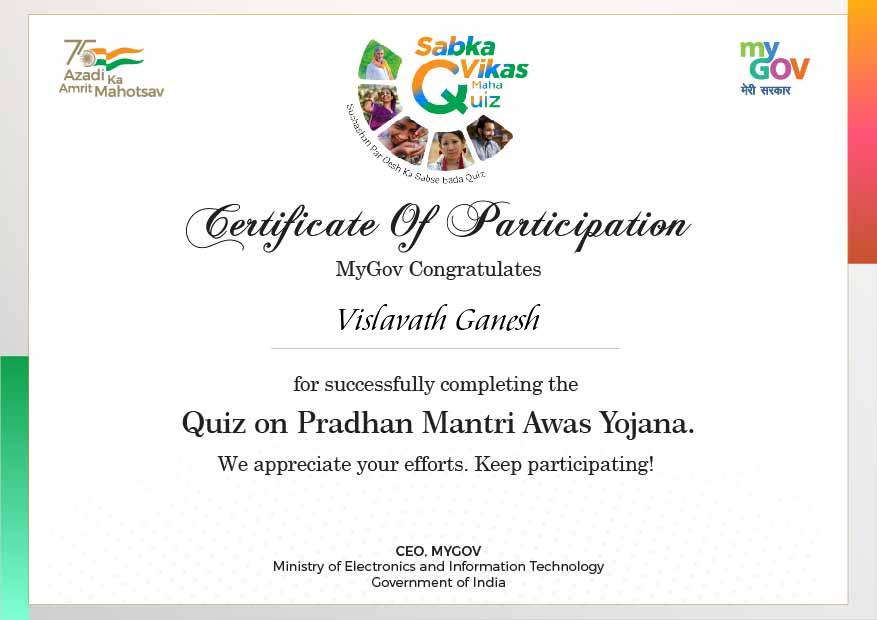 75
Azadi Ka
Amrit Mahotsav
Sabka
Vikas
Maha
Quiz
Sushashan Par Desh Ka Sabse bada Quiz
my
GOV
मेरी सरकार
Certificate Of Participation
MyGov Congratulates
Vislavath Ganesh
for successfully completing the
Quiz on Pradhan Mantri Awas Yojana.
We appreciate your efforts. Keep participating!
CEO, MYGOV
Ministry of Electronics and Information Technology
Government of India